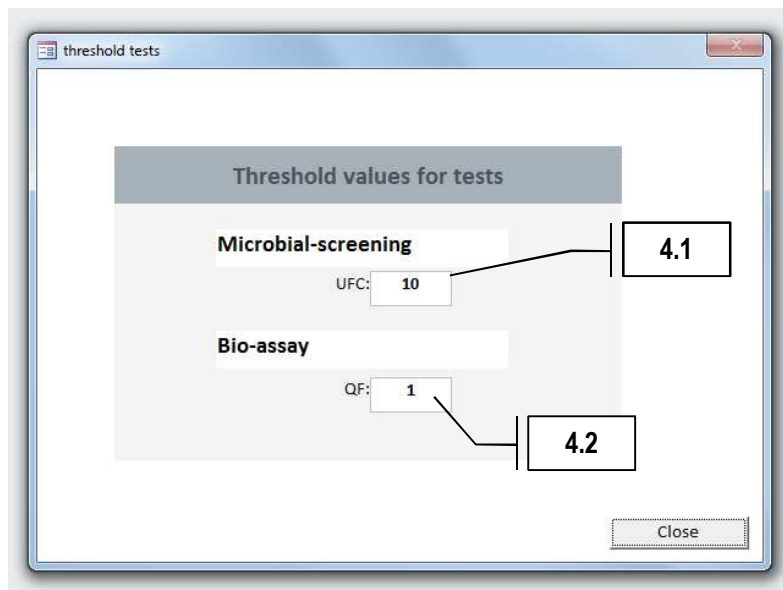 threshold tests
Threshold values for tests
Microbial-screening
4.1
UFC: 10
Bio-assay
QF: 1
4.2
Close